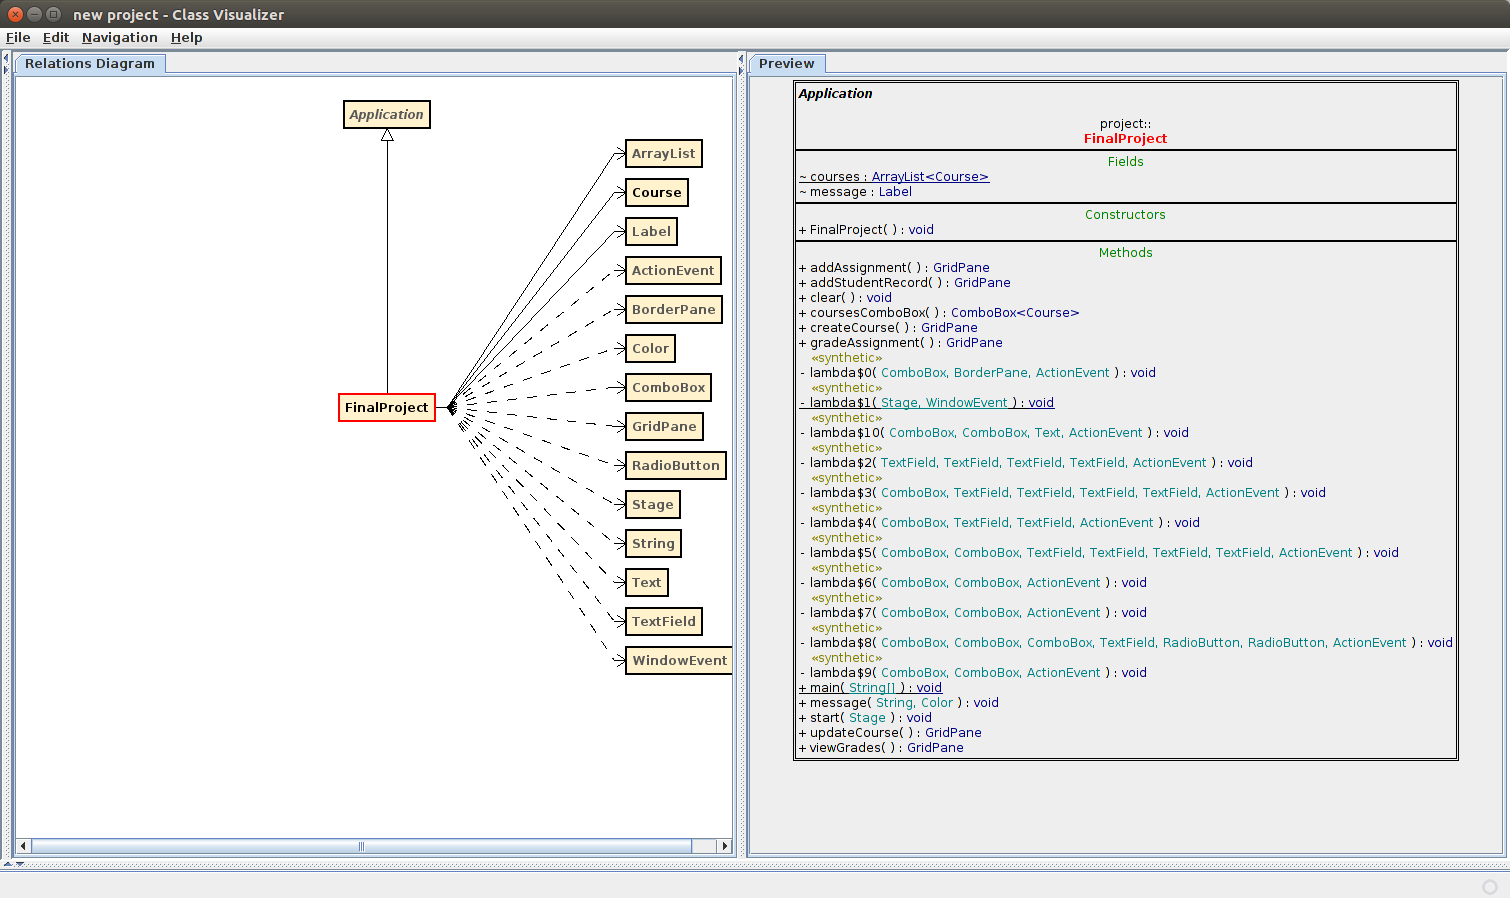 new project - Class Visualizer
File Edit Navigation Help
Relations Diagram
Application
ArrayList
Course
Label
ActionEvent
BorderPane
Color
ComboBox
FinalProject
GridPane
RadioButton
Stage
String
Text
TextField
WindowEvent
Preview
Application
project::
FinalProject
Fields
~ courses : ArrayList<Course>
~ message : Label
Constructors
+ FinalProject( ) : void
Methods
+ addAssignment( ) : GridPane
+ addStudentRecord( ) : GridPane
+ clear( ) : void
+ coursesComboBox( ) : ComboBox<Course>
+ createCourse( ) : GridPane
+ gradeAssignment( ) : GridPane
«synthetic»
- lambda$0( ComboBox, BorderPane, ActionEvent ) : void
«synthetic»
- lambda$1( Stage, WindowEvent ) : void
«synthetic»
- lambda$10( ComboBox, ComboBox, Text, ActionEvent ) : void
«synthetic»
- lambda$2( TextField, TextField, TextField, TextField, ActionEvent ) : void
«synthetic»
- lambda$3( ComboBox, TextField, TextField, TextField, TextField, ActionEvent ) : void
«synthetic»
- lambda$4( ComboBox, TextField, TextField, ActionEvent ) : void
«synthetic»
- lambda$5( ComboBox, ComboBox, TextField, TextField, TextField, TextField, ActionEvent ) : void
«synthetic»
- lambda$6( ComboBox, ComboBox, ActionEvent ) : void
«synthetic»
- lambda$7( ComboBox, ComboBox, ActionEvent ) : void
«synthetic»
- lambda$8( ComboBox, ComboBox, ComboBox, TextField, RadioButton, RadioButton, ActionEvent ) : void
«synthetic»
- lambda$9( ComboBox, ComboBox, ActionEvent ) : void
+ main( String[] ) : void
+ message( String, Color ) : void
+ start( Stage ) : void
+ updateCourse( ) : GridPane
+ viewGrades( ) : GridPane